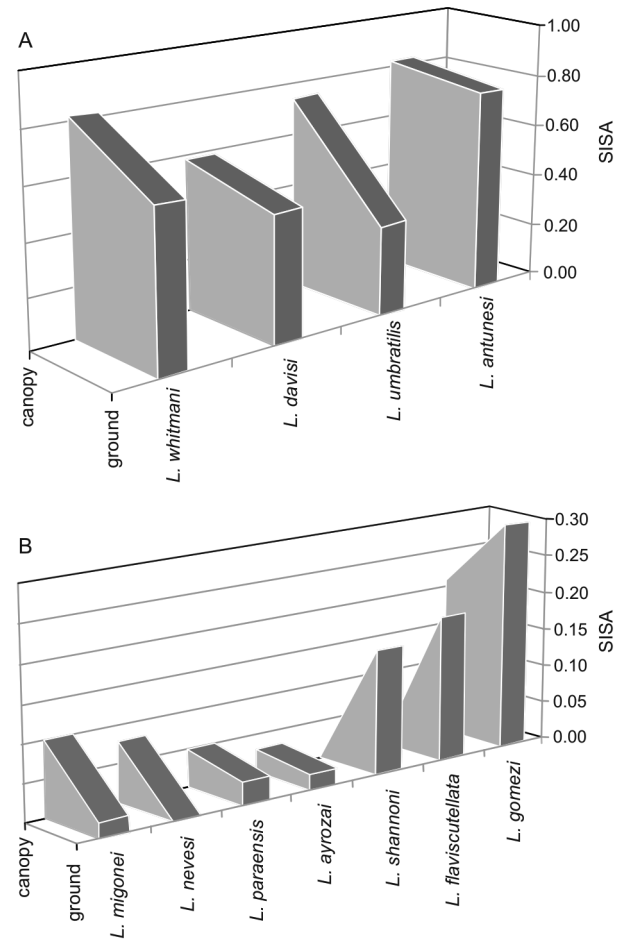 A
1.00
0.80
0.60
0.40
0.20
0.00
SISA
canopy
ground
L. whitmani
L. davisi
L. umbratilis
L. antunesi
B
0.30
0.25
0.20
0.15
0.10
0.05
0.00
SISA
canopy
ground
L. migonei
L. nevesi
L. paraensis
L. ayrozai
L. shannoni
L. flaviscutellata
L. gomezi